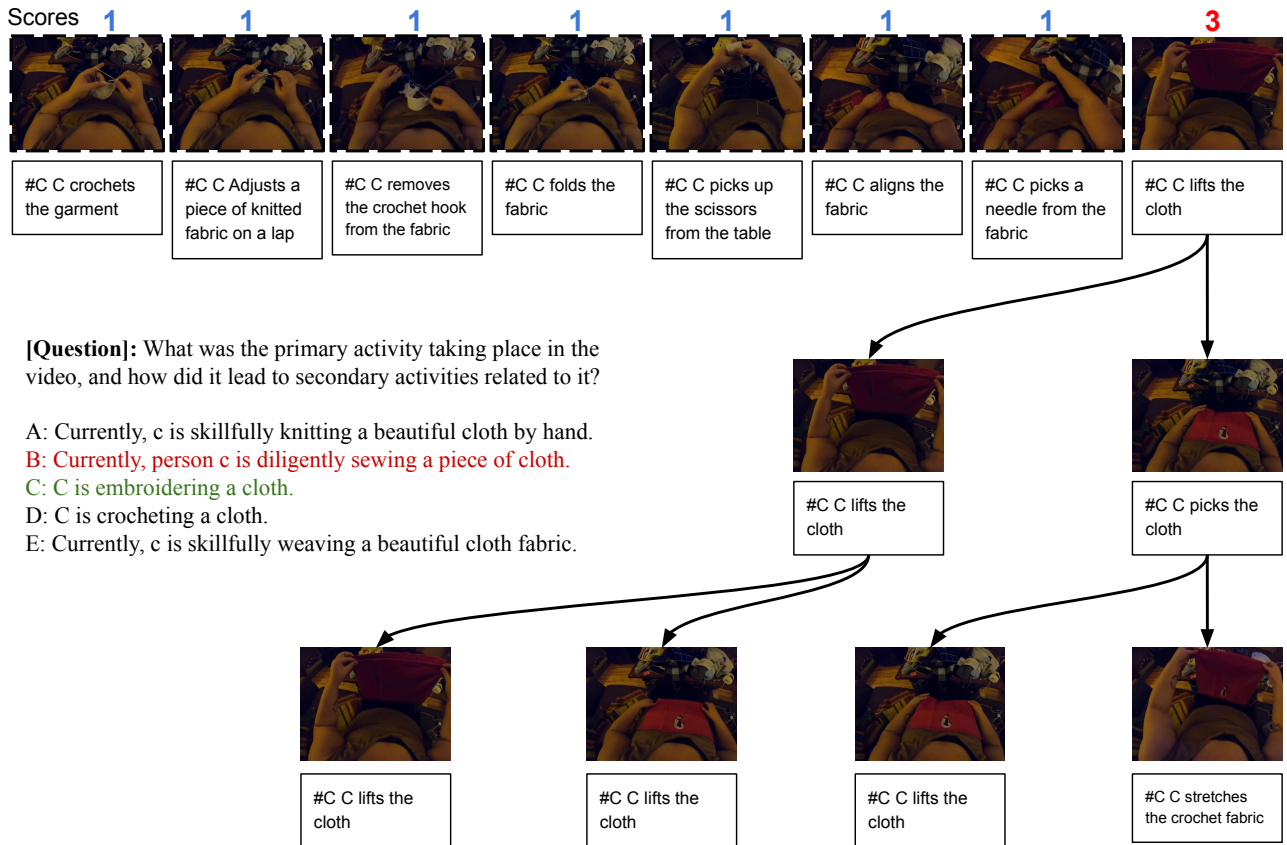 Scores 1 1 1 1 1 1 1 3
#C C crochets
the garment
#C C Adjusts a
piece of knitted
fabric on a lap
#C C removes
the crochet hook
from the fabric
#C C folds the
fabric
#C C picks up
the scissors
from the table
#C C aligns the
fabric
#C C picks a
needle from the
fabric
#C C lifts the
cloth
[Question]: What was the primary activity taking place in the
video, and how did it lead to secondary activities related to it?
A: Currently, c is skillfully knitting a beautiful cloth by hand.
B: Currently, person c is diligently sewing a piece of cloth.
C: C is embroidering a cloth.
D: C is crocheting a cloth.
E: Currently, c is skillfully weaving a beautiful cloth fabric.
#C C lifts the
cloth
#C C picks the
cloth
#C C lifts the
cloth
#C C lifts the
cloth
#C C lifts the
cloth
#C C stretches
the crochet fabric